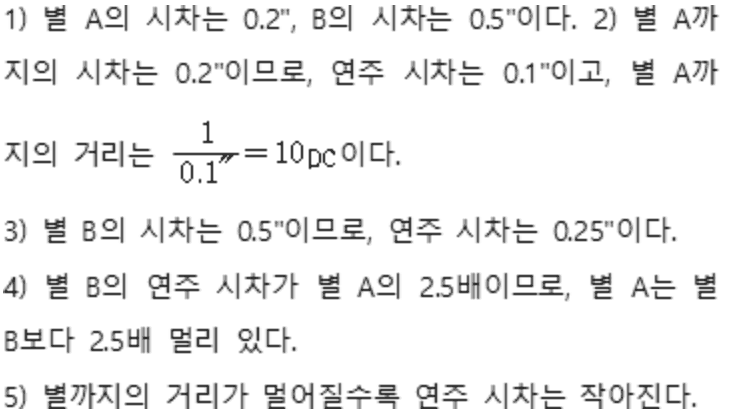 1) 별 A의 시차는 0.2", B의 시차는 0.5"이다. 2) 별 A까
지의 시차는 0.2"이므로, 연주 시차는 0.1"이고, 별 A까
지의 거리는 1/0.1″ = 10pc이다.
3) 별 B의 시차는 0.5"이므로, 연주 시차는 0.25"이다.
4) 별 B의 연주 시차가 별 A의 2.5배이므로, 별 A는 별
B보다 2.5배 멀리 있다.
5) 별까지의 거리가 멀어질수록 연주 시차는 작아진다.